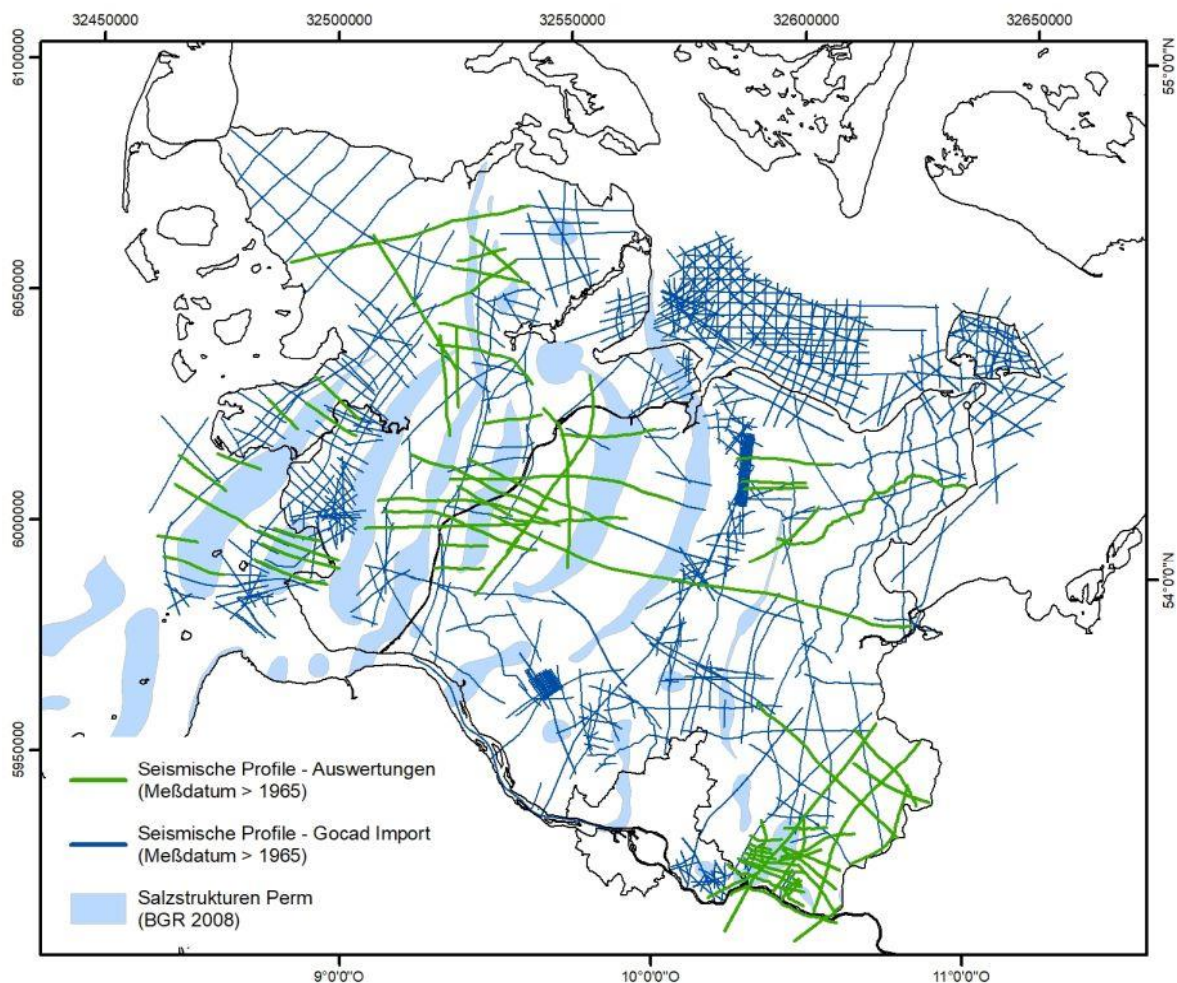 32450000 32500000 32550000 32600000 32650000
6100000
55°0'0"N
6050000
6000000
54°0'0"N
5950000
Seismische Profile - Auswertungen
(Meßdatum > 1965)
Seismische Profile - Gocad Import
(Meßdatum > 1965)
Salzstrukturen Perm
(BGR 2008)
9°0'0"O 10°0'0"O 11°0'0"O